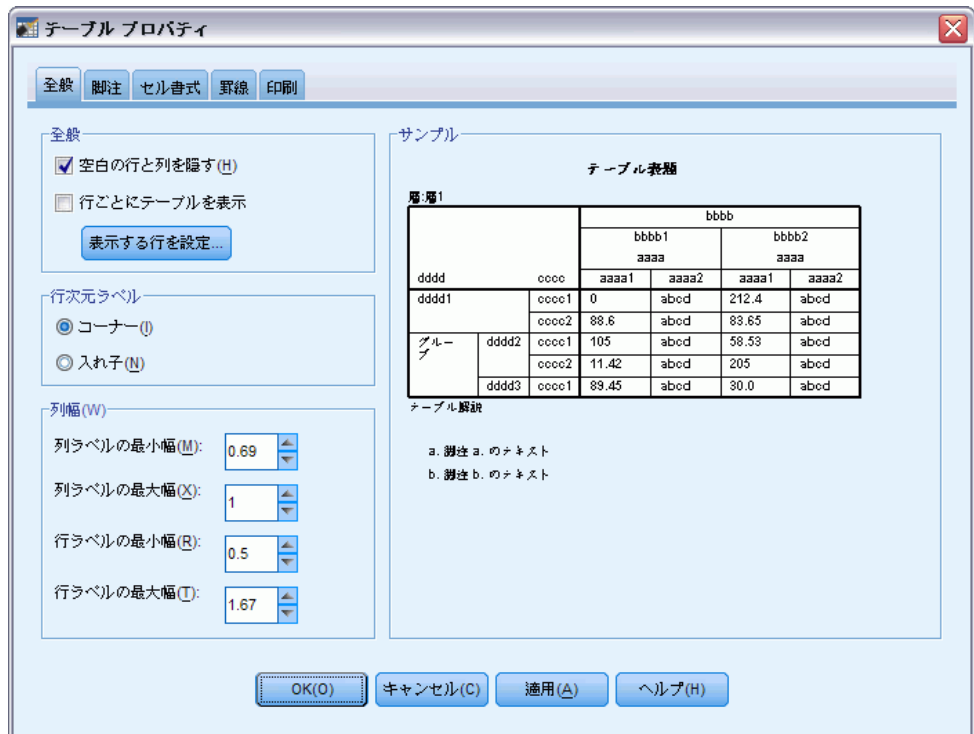 テーブル プロパティ
全般 脚注 セル書式 罫線 印刷
全般
空白の行と列を隠す(H)
行ごとにテーブルを表示
表示する行を設定...
行次元ラベル
コーナー(I)
入れ子(N)
列幅(W)
列ラベルの最小幅(M): 0.69
列ラベルの最大幅(X): 1
行ラベルの最小幅(R): 0.5
行ラベルの最大幅(T): 1.67
サンプル
テーブル表題
層:層1
bbbb
bbbb1 bbbb2
aaaa aaaa
dddd cccc aaaa1 aaaa2 aaaa1 aaaa2
dddd1 cccc1 0 abcd 212.4 abcd
cccc2 88.6 abcd 83.65 abcd
グループ dddd2 cccc1 105 abcd 58.53 abcd
cccc2 11.42 abcd 205 abcd
dddd3 cccc1 89.45 abcd 30.0 abcd
テーブル解説
a. 脚注 a. のテキスト
b. 脚注 b. のテキスト
OK(O) キャンセル(C) 適用(A) ヘルプ(H)